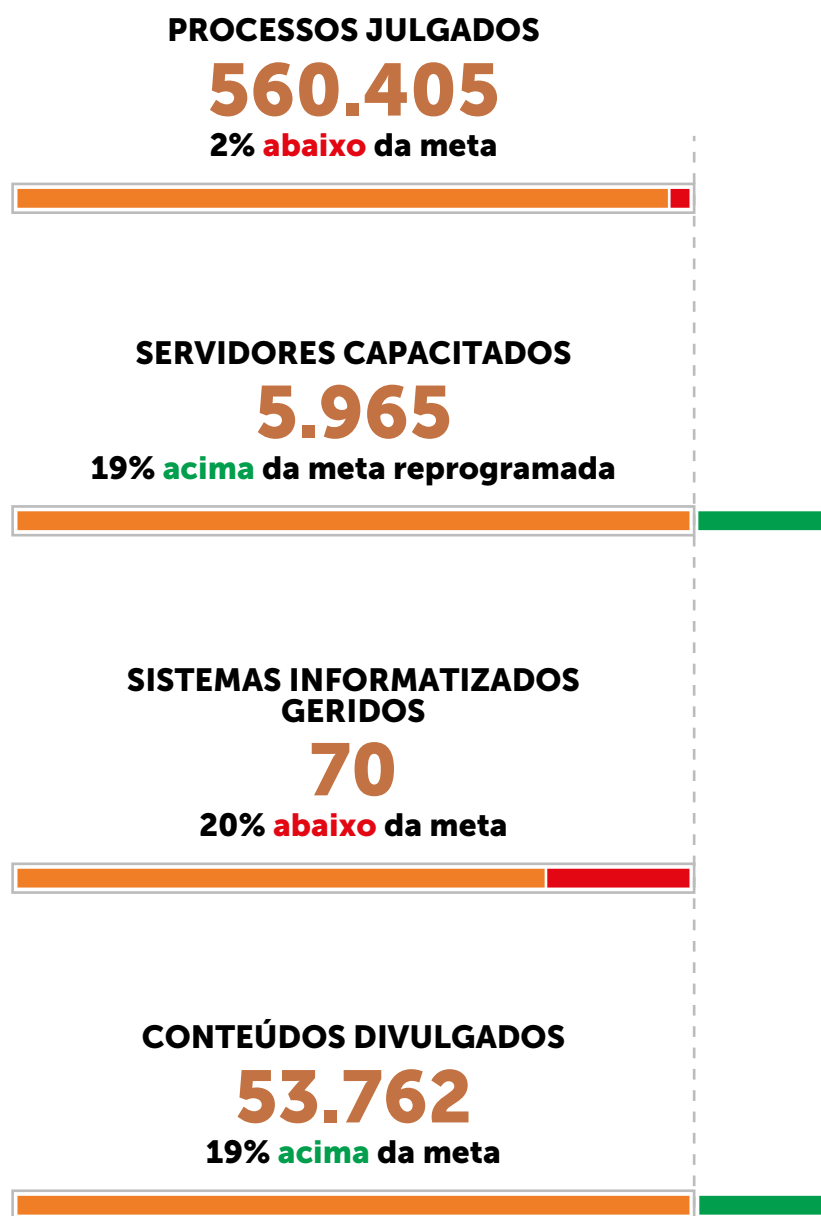 PROCESSOS JULGADOS
560.405
2% abaixo da meta
SERVIDORES CAPACITADOS
5.965
19% acima da meta reprogramada
SISTEMAS INFORMATIZADOS
GERIDOS
70
20% abaixo da meta
CONTEÚDOS DIVULGADOS
53.762
19% acima da meta